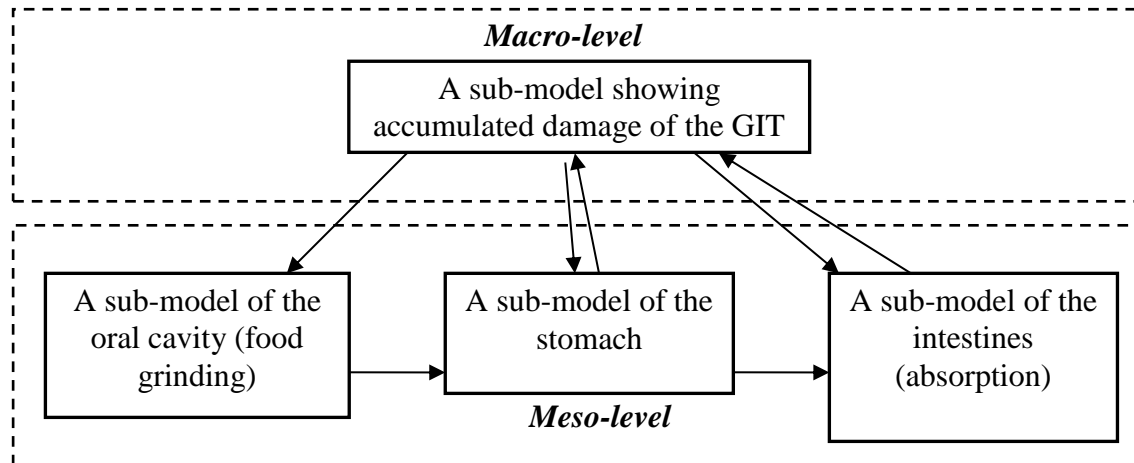 Macro-level
A sub-model showing
accumulated damage of the GIT
A sub-model of the
oral cavity (food
grinding)
A sub-model of the
stomach
A sub-model of the
intestines
(absorption)
Meso-level